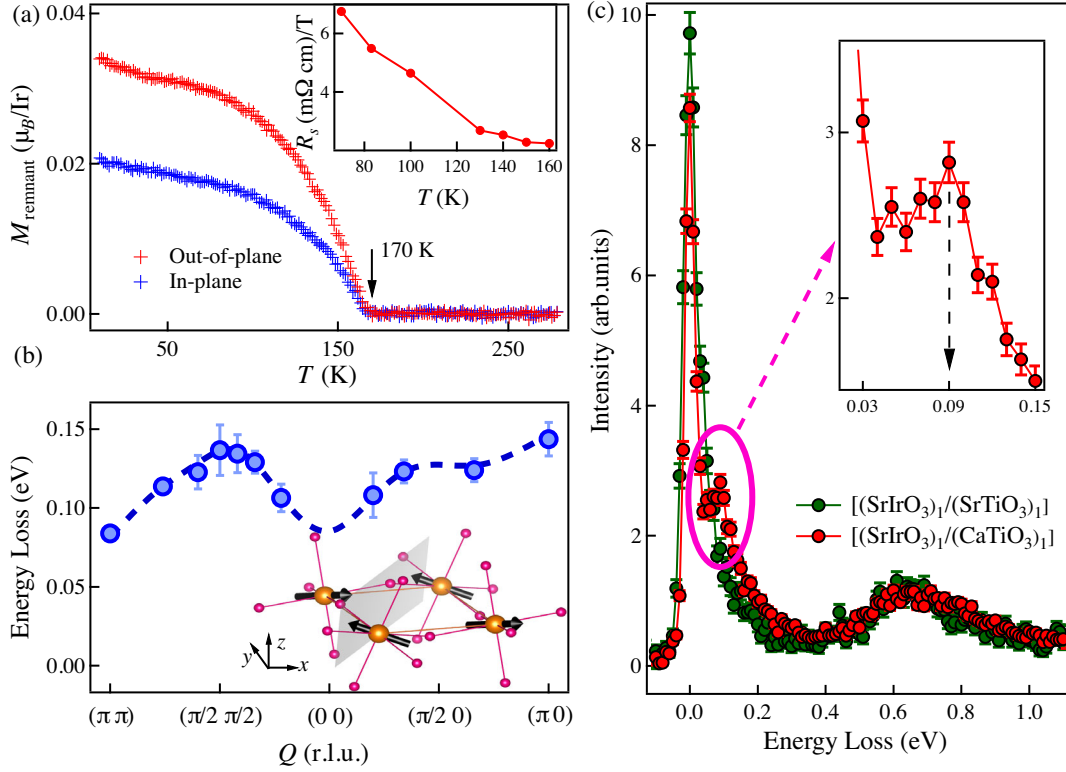 (a)
0.04
0.02
0.00
M_remnant (μ_B/Ir)
Out-of-plane
In-plane
170 K
50
150
250
T (K)
R_s (mΩ cm)/T
6
4
2
80
100
120
140
160
T (K)
(b)
0.15
0.10
0.05
0.00
Energy Loss (eV)
z
y
x
(π π)
(π/2 π/2)
(0 0)
(π/2 0)
(π 0)
Q (r.l.u.)
(c)
10
8
6
4
2
0
Intensity (arb.units)
3
2
0.03
0.09
0.15
[(SrIrO₃)₁/(SrTiO₃)₁]
[(SrIrO₃)₁/(CaTiO₃)₁]
0.0
0.2
0.4
0.6
0.8
1.0
Energy Loss (eV)